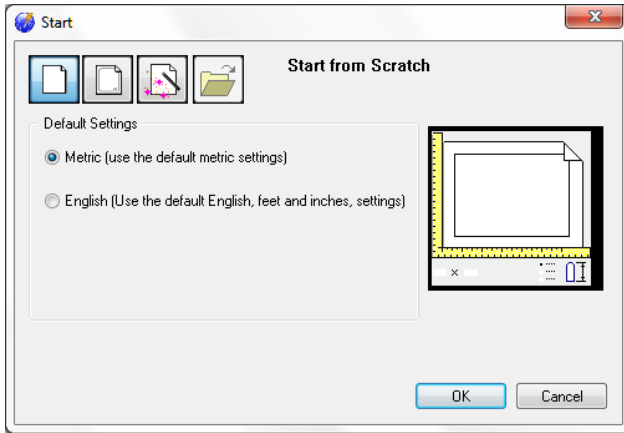 Start
Start from Scratch
Default Settings
Metric (use the default metric settings)
English (Use the default English, feet and inches, settings)
OK
Cancel